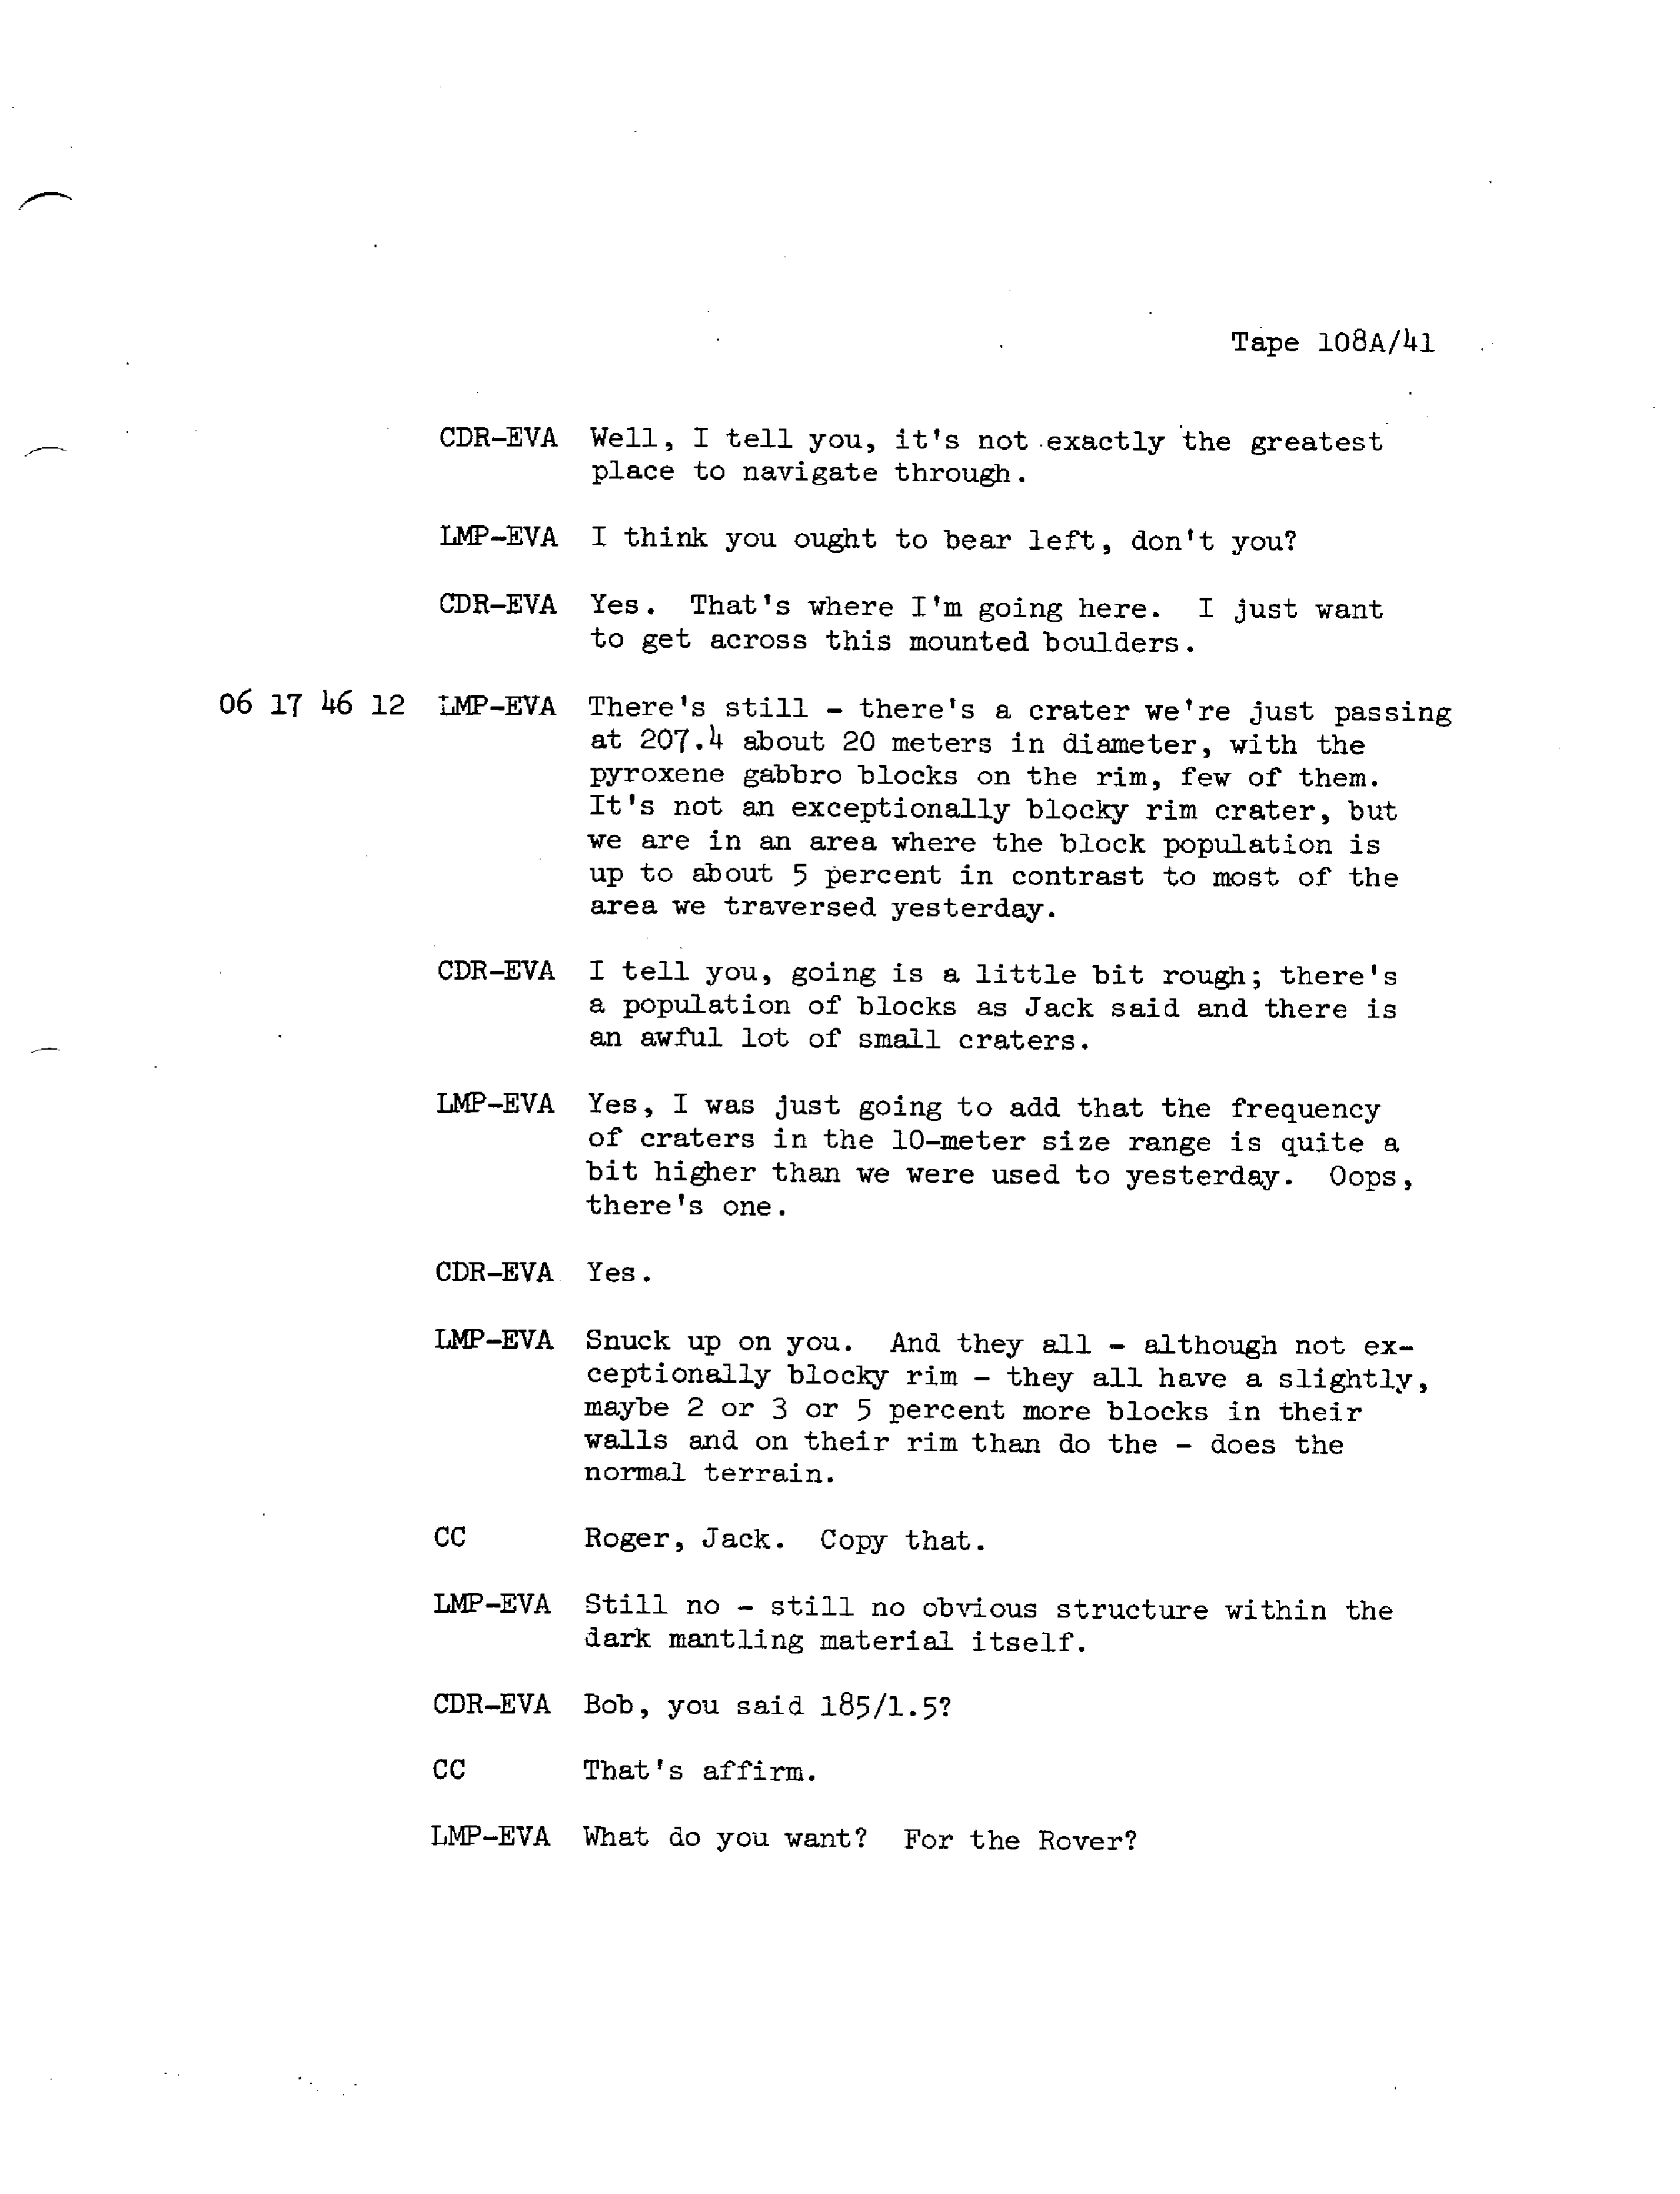 Tape 108A/41
CDR-EVA Well, I tell you, it's not exactly the greatest
place to navigate through.
LMP-EVA I think you ought to bear left, don't you?
CDR-EVA Yes. That's where I'm going here. I just want
to get across this mounted boulders.
06 17 46 12 LMP-EVA There's still - there's a crater we're just passing
at 207.4 about 20 meters in diameter, with the
pyroxene gabbro blocks on the rim, few of them.
It's not an exceptionally blocky rim crater, but
we are in an area where the block population is
up to about 5 percent in contrast to most of the
area we traversed yesterday.
CDR-EVA I tell you, going is a little bit rough; there's
a population of blocks as Jack said and there is
an awful lot of small craters.
LMP-EVA Yes, I was just going to add that the frequency
of craters in the 10-meter size range is quite a
bit higher than we were used to yesterday. Oops,
there's one.
CDR-EVA Yes.
LMP-EVA Snuck up on you. And they all - although not ex-
ceptionally blocky rim - they all have a slightly,
maybe 2 or 3 or 5 percent more blocks in their
walls and on their rim than do the - does the
normal terrain.
CC Roger, Jack. Copy that.
LMP-EVA Still no - still no obvious structure within the
dark mantling material itself.
CDR-EVA Bob, you said 185/1.5?
CC That's affirm.
LMP-EVA What do you want? For the Rover?